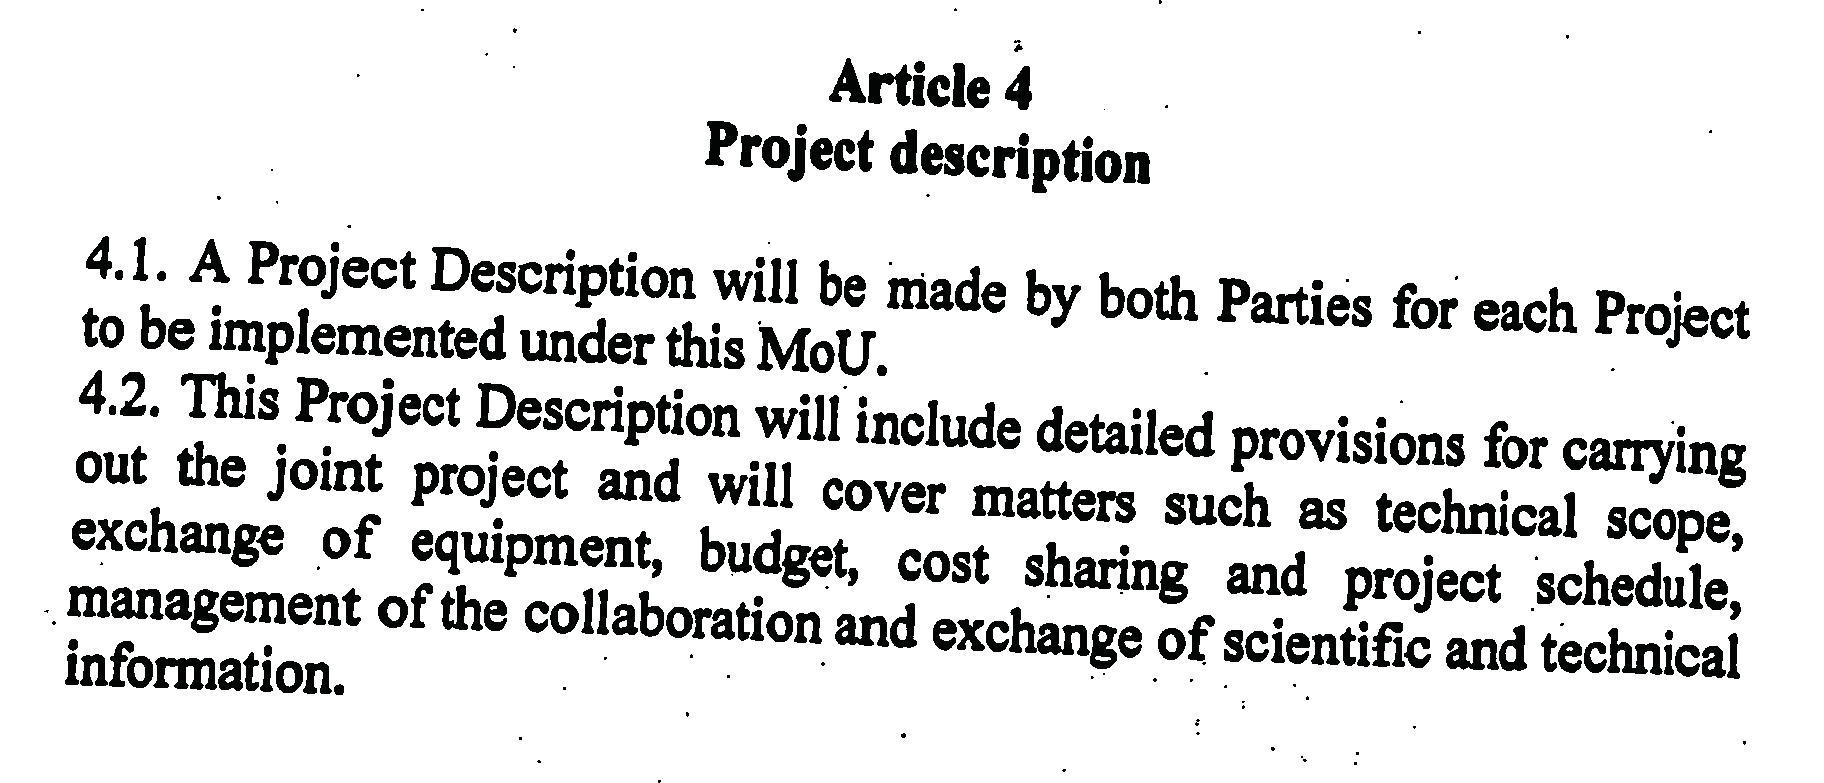 Article 4
Project description
4.1. A Project Description will be made by both Parties for each Project
to be implemented under this MoU.
4.2. This Project Description will include detailed provisions for carrying
out the joint project and will cover matters such as technical scope,
exchange of equipment, budget, cost sharing and project schedule,
management of the collaboration and exchange of scientific and technical
information.